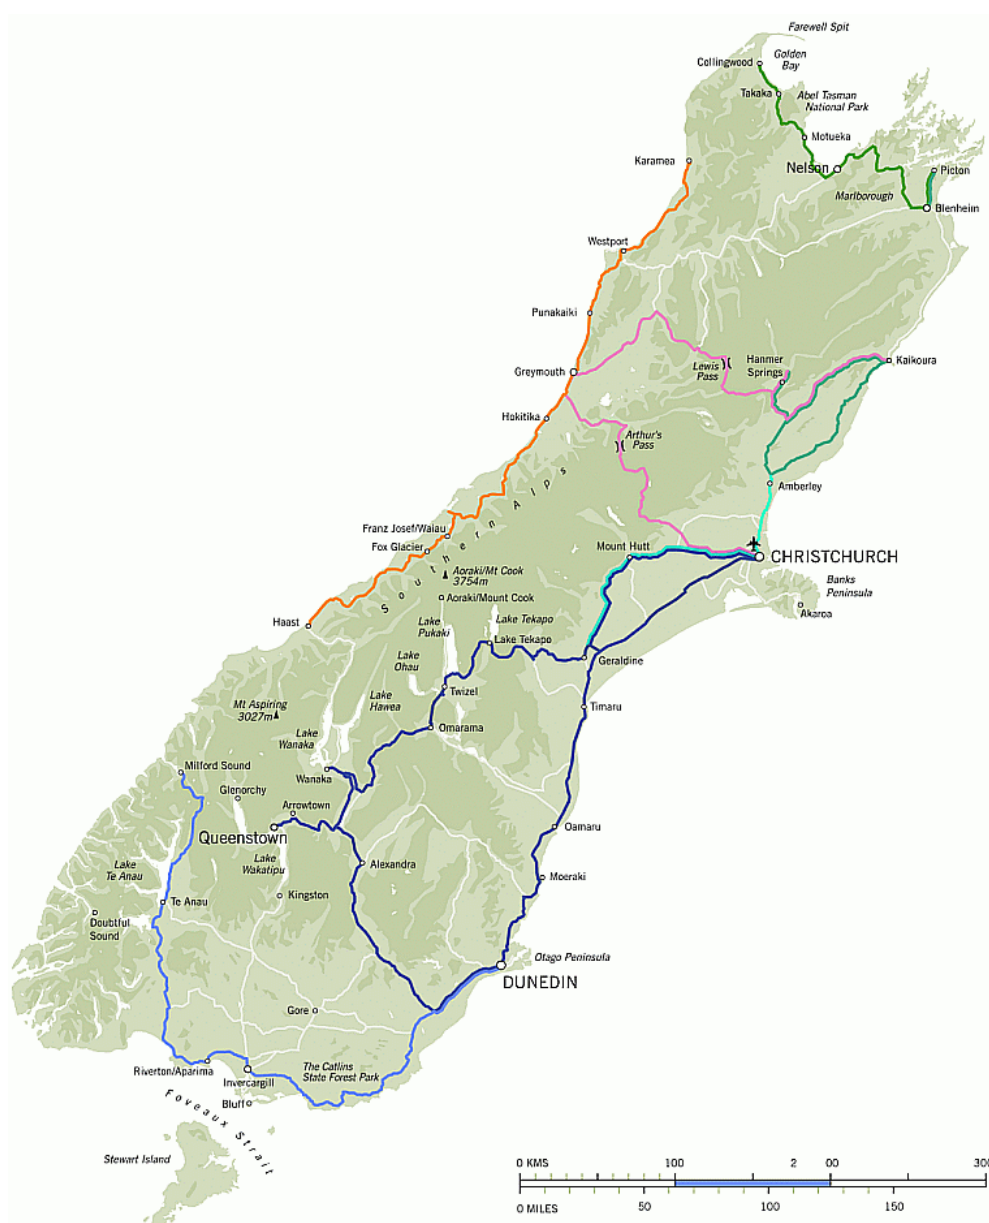 Farewell Spit
Collingwood
Golden
Bay
Takaka
Abel Tasman
National Park
Motueka
Karamea
Nelson
Picton
Marlborough
Blenheim
Westport
Punakaiki
Greymouth
Lewis
Pass
Hanmer
Springs
Kaikoura
Hokitika
Arthur's
Pass
Amberley
Southern Alps
Franz Josef/Waiau
Fox Glacier
Mount Hutt
CHRISTCHURCH
Aoraki/Mt Cook
3754m
Banks
Peninsula
Aoraki/Mount Cook
Akaroa
Haast
Lake
Pukaki
Lake Tekapo
Lake Tekapo
Lake
Ohau
Geraldine
Twizel
Lake
Hawea
Mt Aspiring
3027m
Timaru
Omarama
Lake
Wanaka
Milford Sound
Wanaka
Glenorchy
Arrowtown
Queenstown
Oamaru
Lake
Wakatipu
Lake
Te Anau
Alexandra
Moeraki
Te Anau
Kingston
Doubtful
Sound
Otago Peninsula
DUNEDIN
Gore
Riverton/Aparima
Invercargill
The Catlins
State Forest Park
Bluff
Foveaux Strait
Stewart Island
0 KMS 100 2 00 300
0 MILES 50 100 150